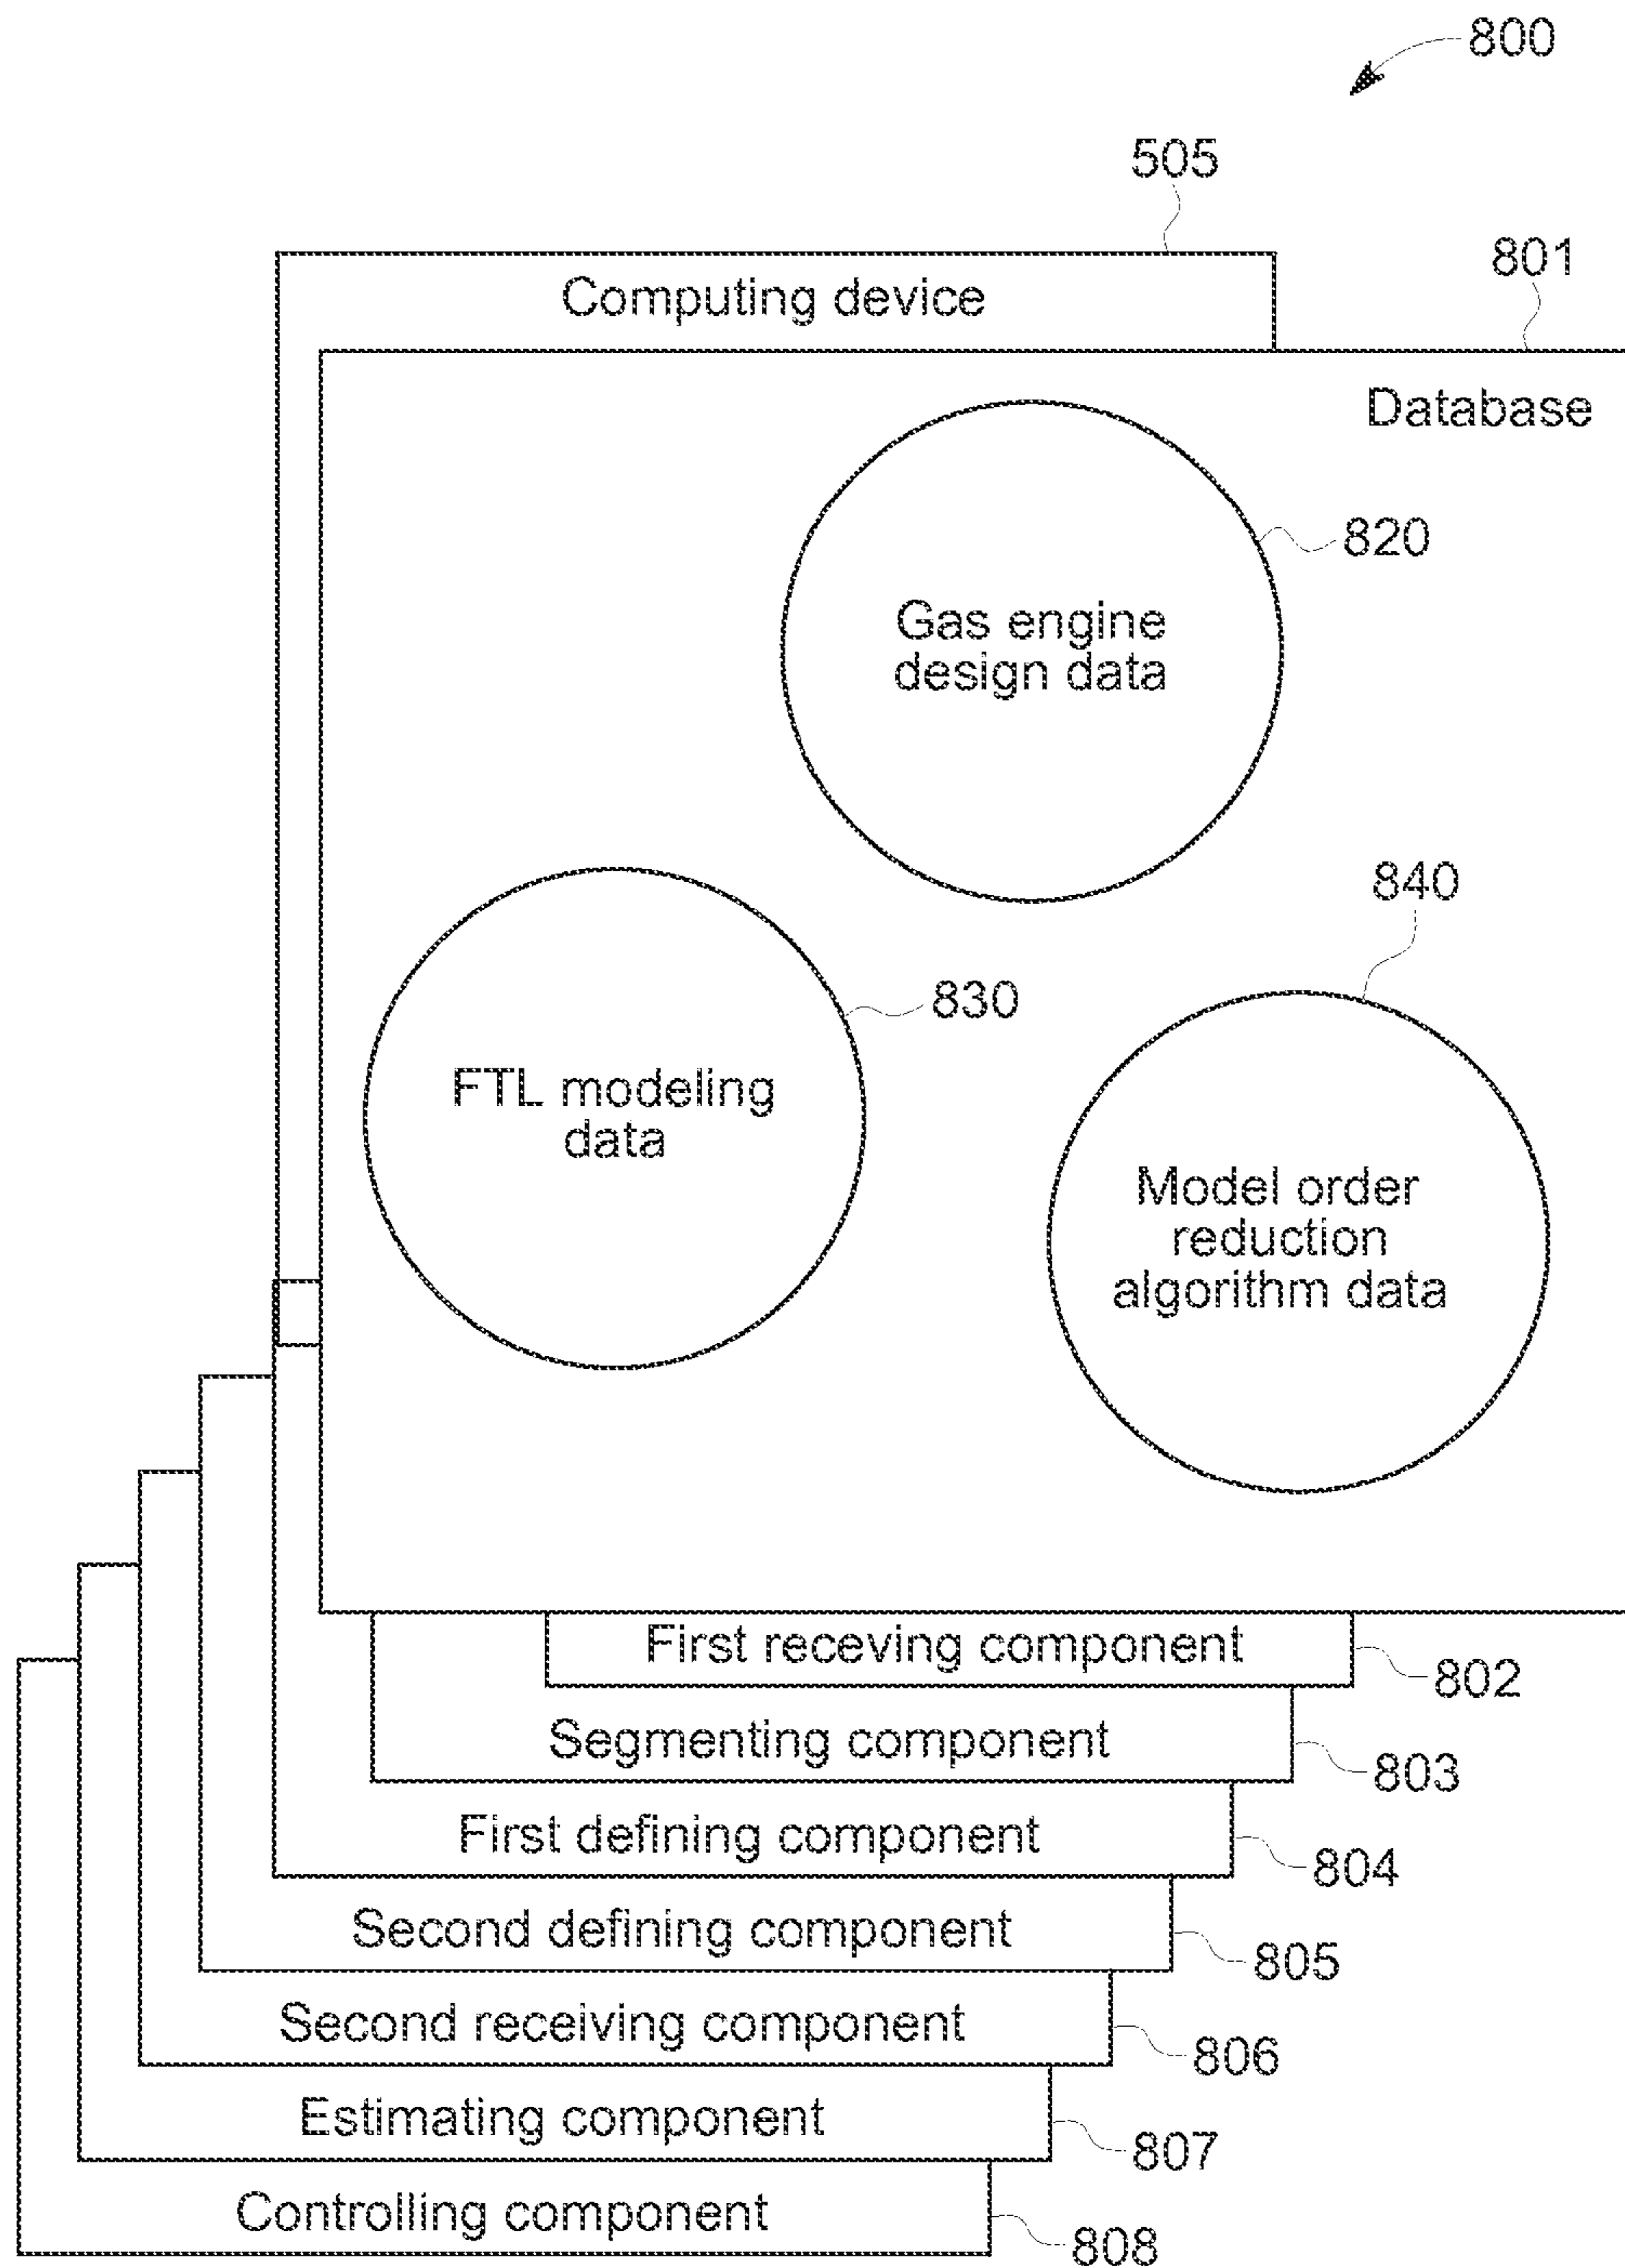 800
505
801
Computing device
Database
820
Gas engine
design data
840
830
FTL modeling
data
Model order
reduction
algorithm data
First receving component
802
Segmenting component
803
First defining component
804
Second defining component
805
Second receiving component
806
Estimating component
807
Controlling component
808